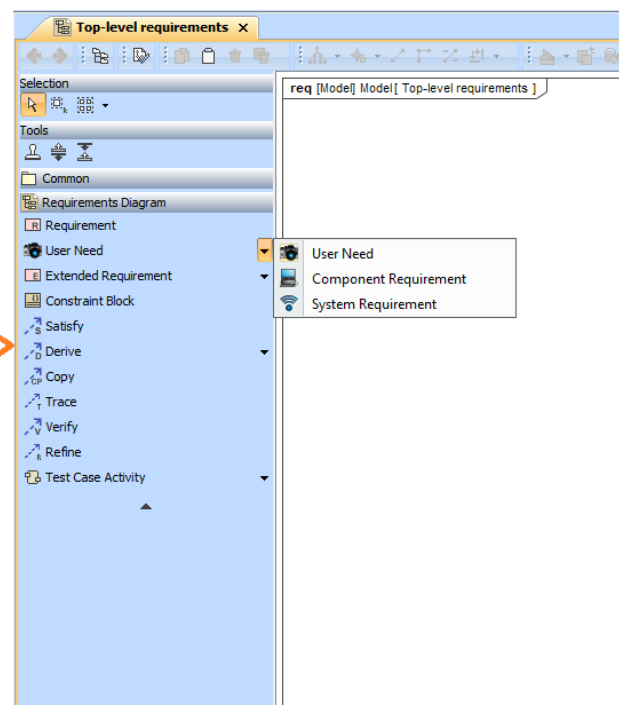 Top-level requirements
Selection
req [Model] Model [ Top-level requirements ]
Tools
Common
Requirements Diagram
R Requirement
User Need
User Need
E Extended Requirement
Component Requirement
Constraint Block
System Requirement
S Satisfy
D Derive
CP Copy
T Trace
V Verify
R Refine
Test Case Activity